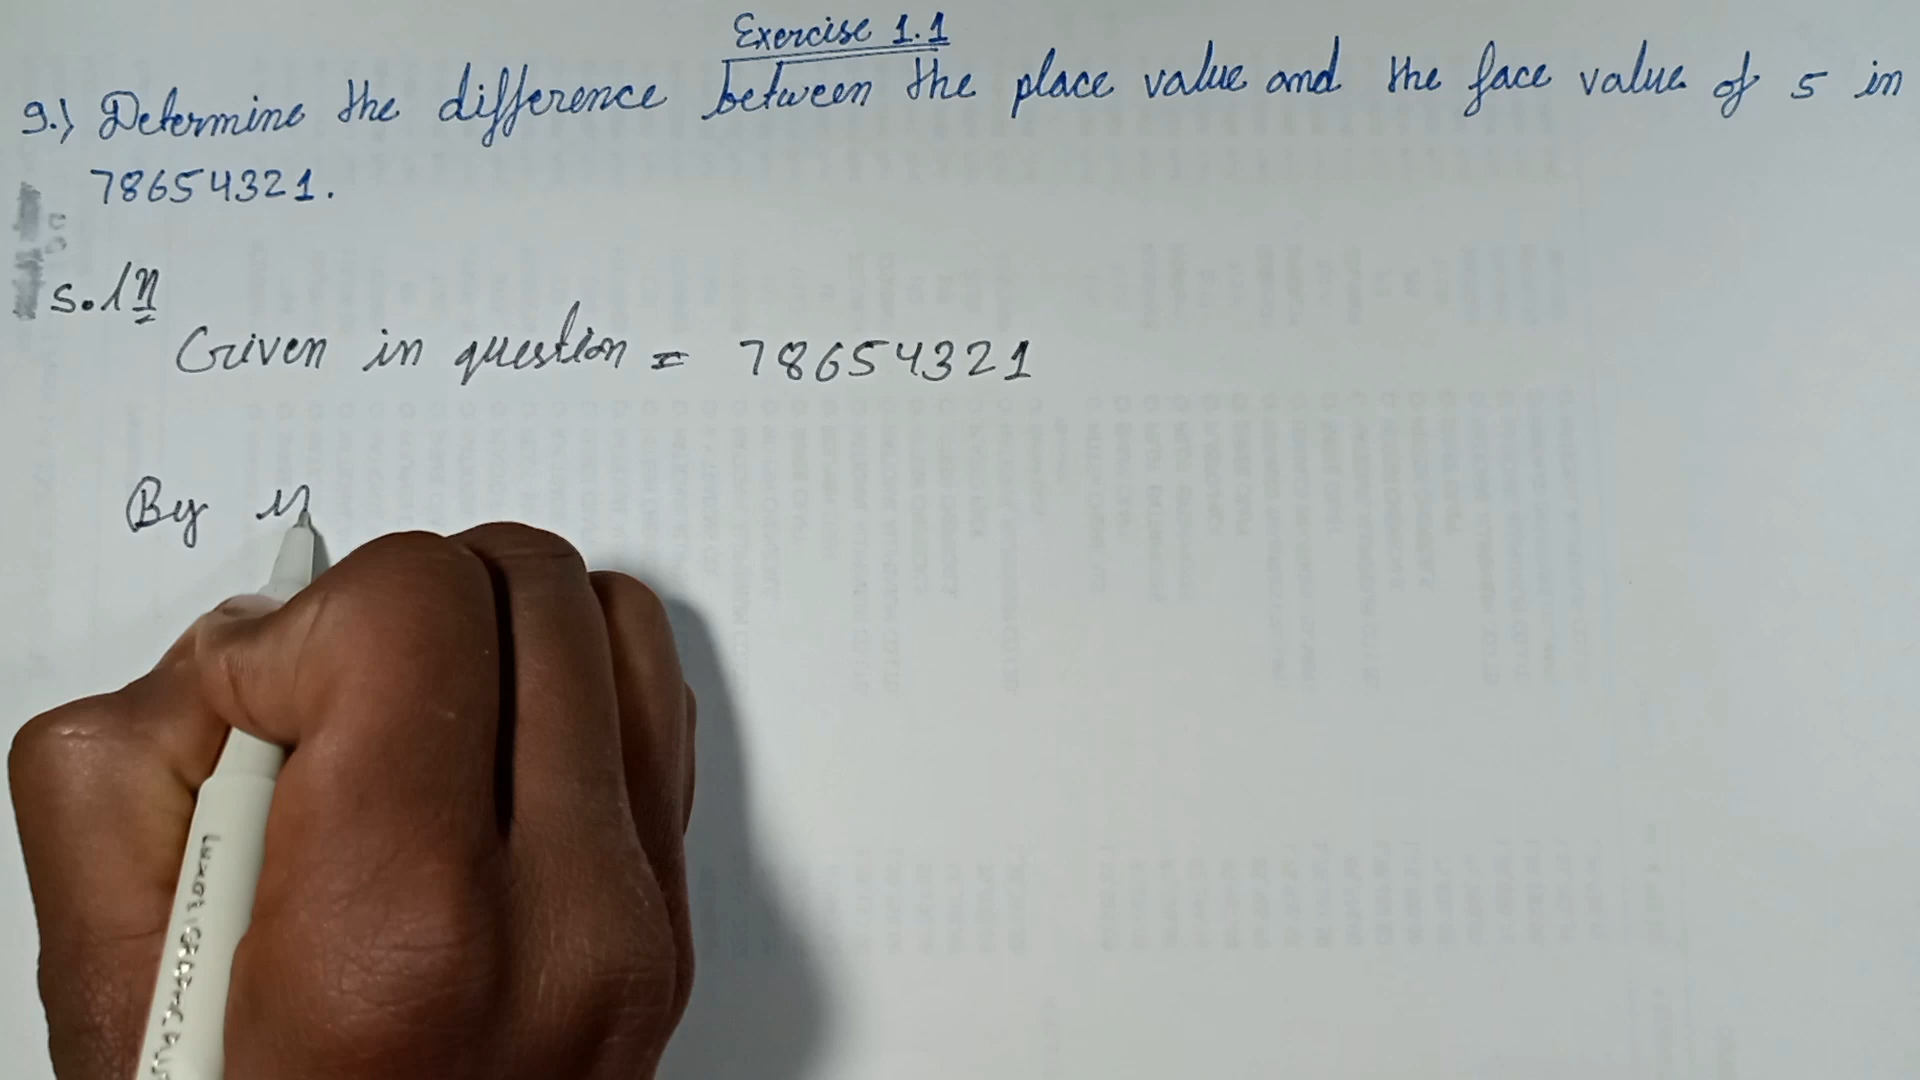 Exercise 1.1
9.) Determine the difference between the place value and the face value of 5 in
78654321.
Soln
Given in question = 78654321
By